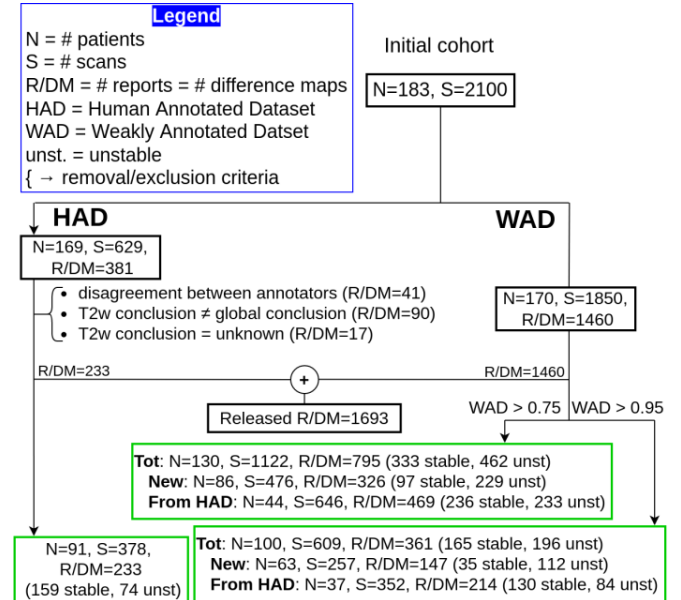 Legend
N = # patients
S = # scans
R/DM = # reports = # difference maps
HAD = Human Annotated Dataset
WAD = Weakly Annotated Datset
unst. = unstable
{ → removal/exclusion criteria
Initial cohort
N=183, S=2100
HAD
WAD
N=169, S=629,
R/DM=381
• disagreement between annotators (R/DM=41)
• T2w conclusion ≠ global conclusion (R/DM=90)
• T2w conclusion = unknown (R/DM=17)
N=170, S=1850,
R/DM=1460
R/DM=233
+
R/DM=1460
Released R/DM=1693
WAD > 0.75
WAD > 0.95
Tot: N=130, S=1122, R/DM=795 (333 stable, 462 unst)
New: N=86, S=476, R/DM=326 (97 stable, 229 unst)
From HAD: N=44, S=646, R/DM=469 (236 stable, 233 unst)
N=91, S=378,
R/DM=233
(159 stable, 74 unst)
Tot: N=100, S=609, R/DM=361 (165 stable, 196 unst)
New: N=63, S=257, R/DM=147 (35 stable, 112 unst)
From HAD: N=37, S=352, R/DM=214 (130 stable, 84 unst)